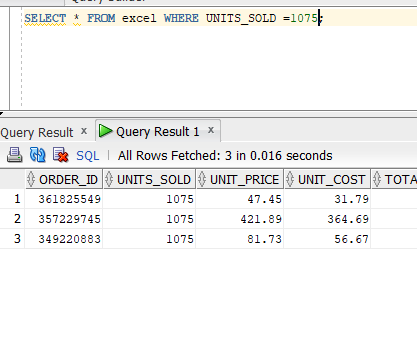 Query Builder
SELECT * FROM excel WHERE UNITS_SOLD =1075;
Query Result × Query Result 1 ×
SQL | All Rows Fetched: 3 in 0.016 seconds
ORDER_ID UNITS_SOLD UNIT_PRICE UNIT_COST TOTA
1 361825549 1075 47.45 31.79
2 357229745 1075 421.89 364.69
3 349220883 1075 81.73 56.67